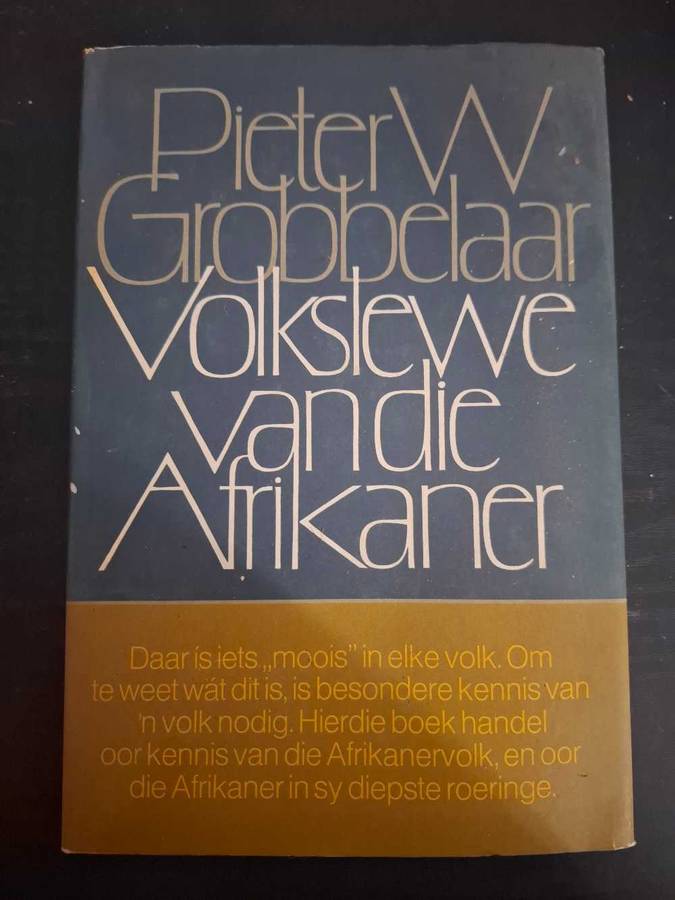 Pieter W
Grobbelaar
Volkslewe
van die
Afrikaner
Daar ís iets „moois” in elke volk. Om
te weet wát dit is, is besondere kennis van
'n volk nodig. Hierdie boek handel
oor kennis van die Afrikanervolk, en oor
die Afrikaner in sy diepste roeringe.